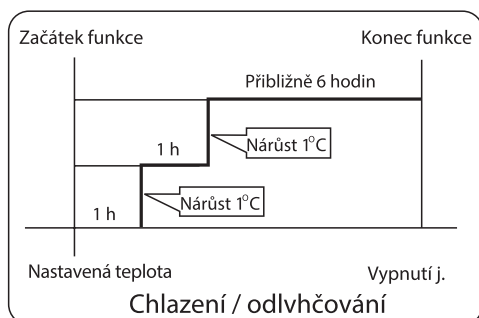 Začátek funkce
Konec funkce
Přibližně 6 hodin
1 h
Nárůst 1°C
1 h
Nárůst 1°C
Nastavená teplota
Vypnutí j.
Chlazení / odlvhčování